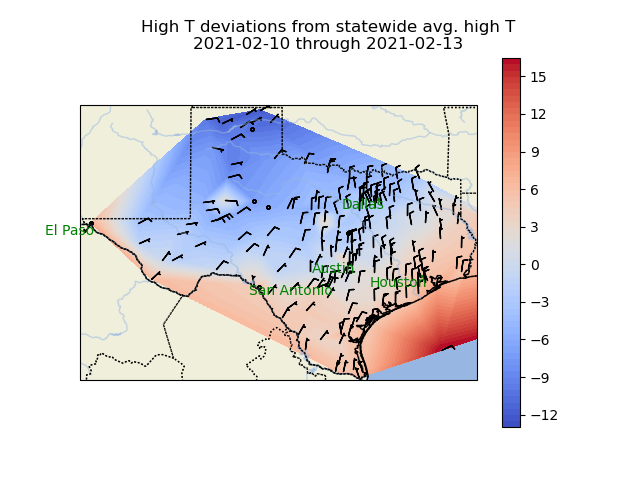 High T deviations from statewide avg. high T
2021-02-10 through 2021-02-13
15
12
9
6
3
0
−3
−6
−9
−12
Dallas
El Paso
Austin
Houston
San Antonio